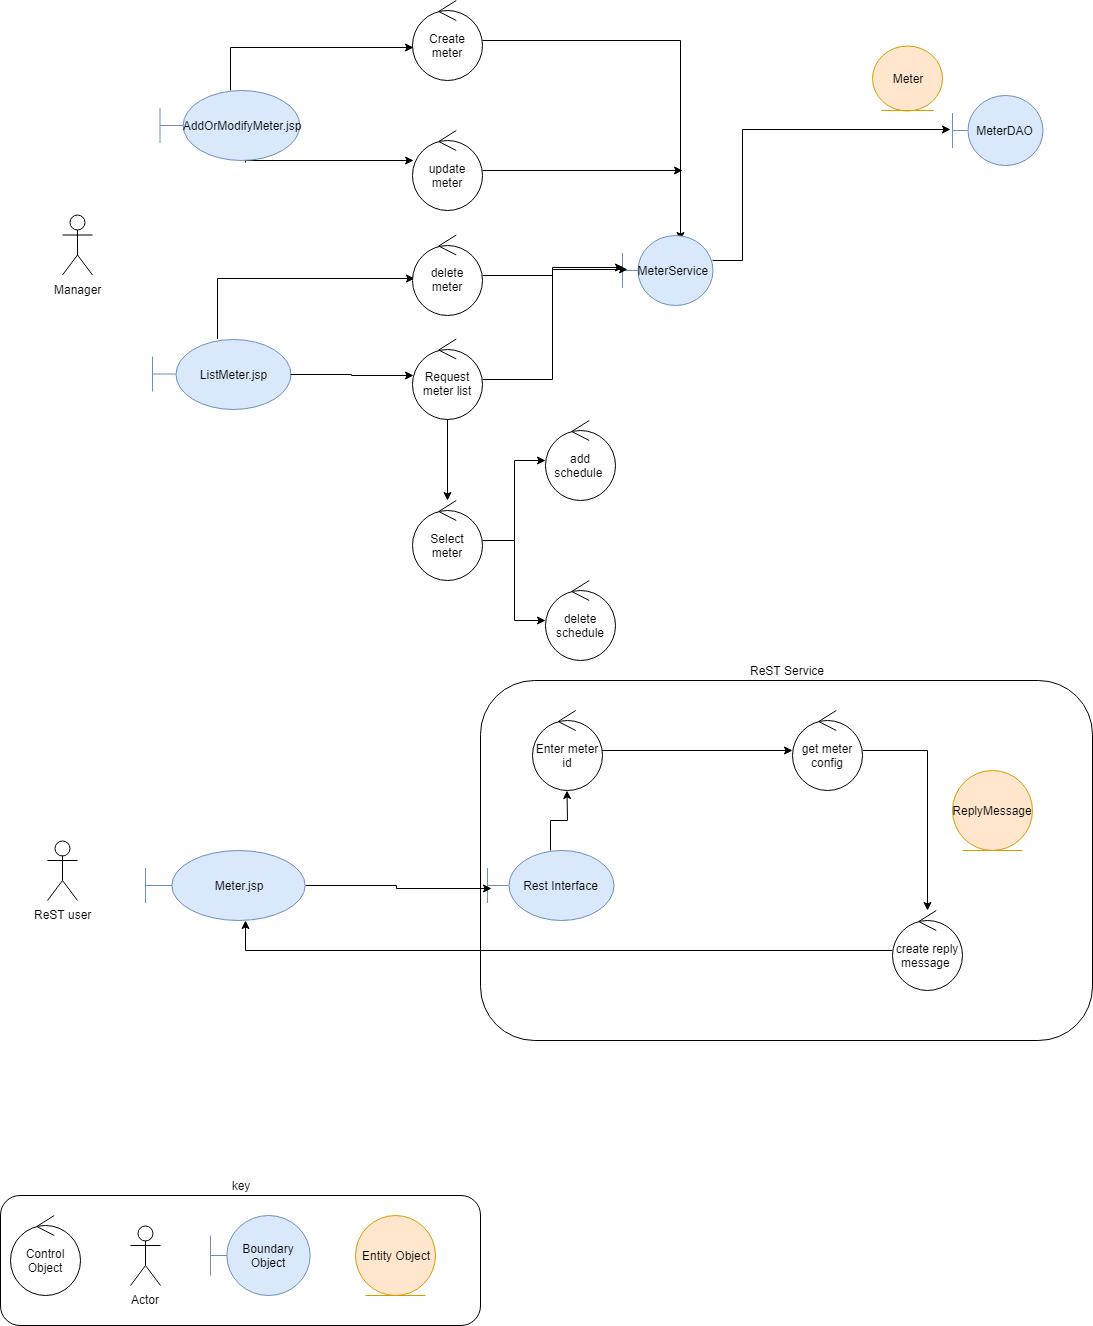 Create
meter
Meter
AddOrModifyMeter.jsp
MeterDAO
update
meter
Manager
delete
meter
MeterService
ListMeter.jsp
Request
meter list
add
schedule
Select
meter
delete
schedule
ReST Service
Enter meter
id
get meter
config
ReplyMessage
Meter.jsp
Rest Interface
ReST user
create reply
message
key
Control
Object
Actor
Boundary
Object
Entity Object